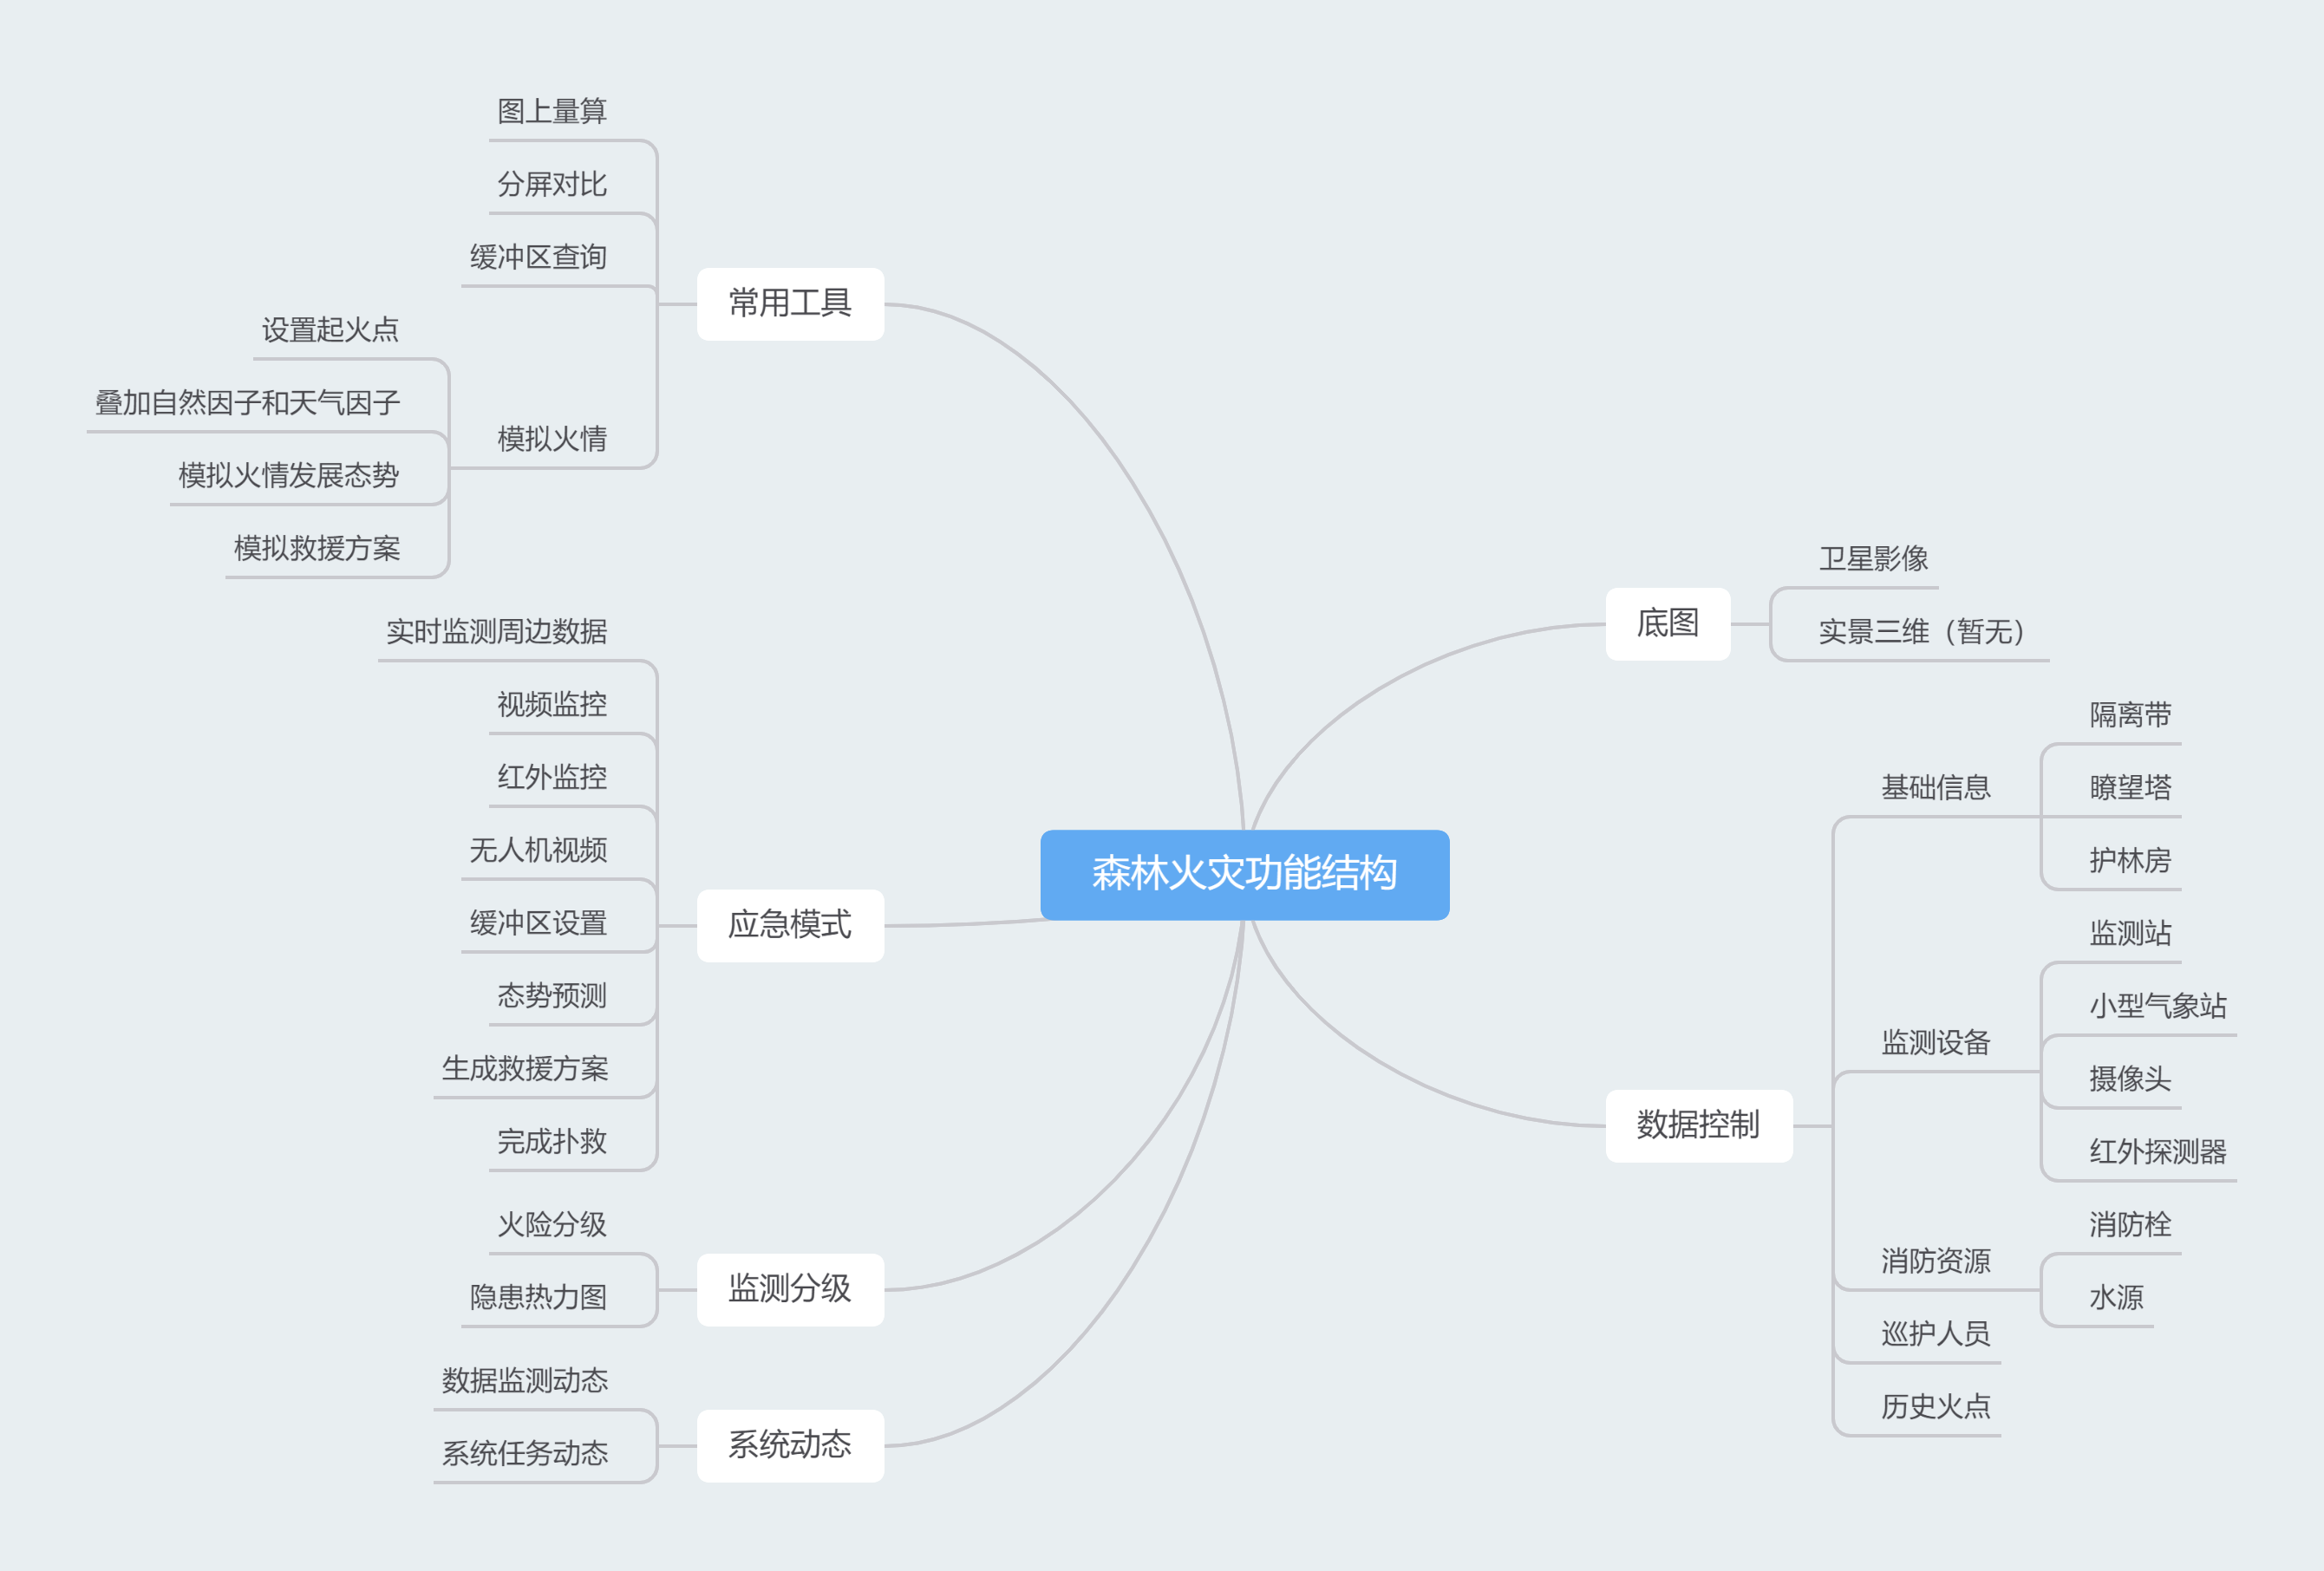 森林火灾功能结构
底图
卫星影像
实景三维（暂无）
数据控制
基础信息
隔离带
瞭望塔
护林房
监测设备
监测站
小型气象站
摄像头
红外探测器
消防资源
消防栓
水源
巡护人员
历史火点
常用工具
图上量算
分屏对比
缓冲区查询
模拟火情
设置起火点
叠加自然因子和天气因子
模拟火情发展态势
模拟救援方案
应急模式
实时监测周边数据
视频监控
红外监控
无人机视频
缓冲区设置
态势预测
生成救援方案
完成扑救
监测分级
火险分级
隐患热力图
系统动态
数据监测动态
系统任务动态